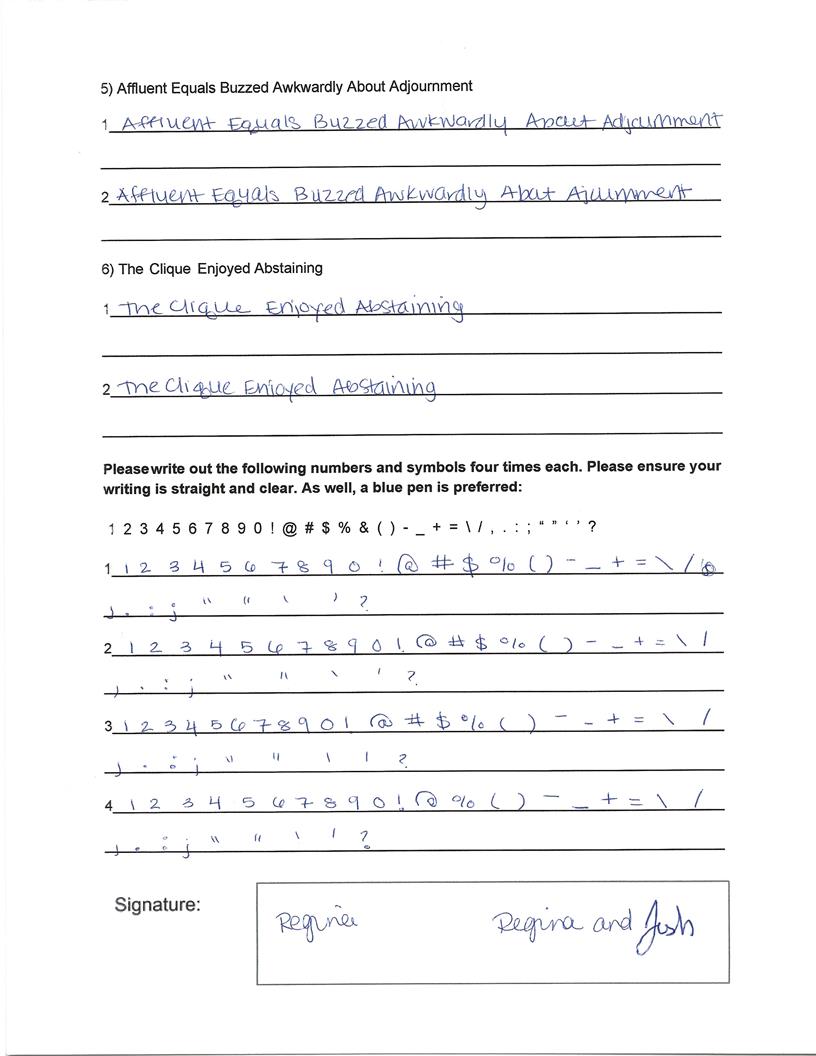 5) Affluent Equals Buzzed Awkwardly About Adjournment
1 Affluent Equals Buzzed Awkwardly About Adjournment
2 Affluent Equals Buzzed Awkwardly Abat Ajurnment
6) The Clique Enjoyed Abstaining
1 The Clique Enjoyed Abstaining
2 The Clique Enjoyed Abstaining
Please write out the following numbers and symbols four times each. Please ensure your
writing is straight and clear. As well, a blue pen is preferred:
1 2 3 4 5 6 7 8 9 0 ! @ # $ % & ( ) - _ + = \ / , . : ; “ ” ‘ ’ ?
1 1 2 3 4 5 6 7 8 9 0 ! @ # $ % ( ) - _ + = \ /
, . : ; “ " ‘ ’ ?
2 1 2 3 4 5 6 7 8 9 0 ! @ # $ % ( ) - _ + = \ /
, . : ; “ " ‘ ' ?
3 1 2 3 4 5 6 7 8 9 0 ! @ # $ % ( ) - _ + = \ /
, . : ; “ " ‘ ' ?
4 1 2 3 4 5 6 7 8 9 0 ! @ % ( ) - _ + = \ /
, . : ; “ “ ‘ ' ?
Signature: Regina Regina and Josh